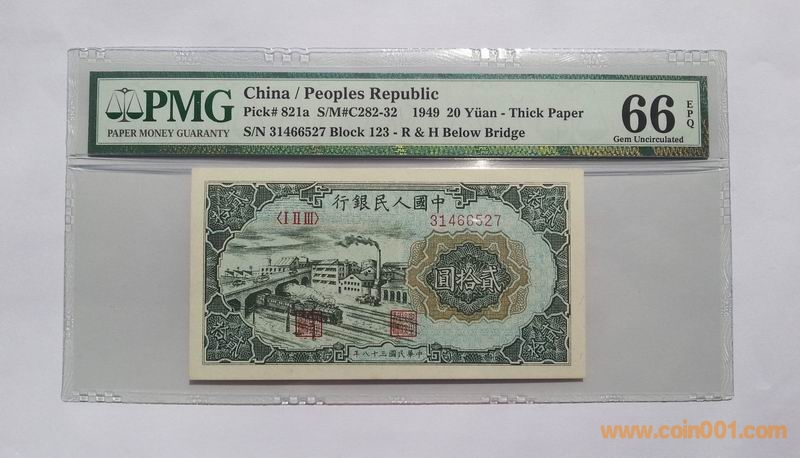 PMG
PAPER MONEY GUARANTY
China / Peoples Republic
Pick# 821a S/M#C282-32 1949 20 Yüan - Thick Paper
S/N 31466527 Block 123 - R & H Below Bridge
66 EPQ
Gem Uncirculated
行銀民人國中
〈I II III〉
31466527
圓拾貳
年八十三國民華中
www.coin001.com